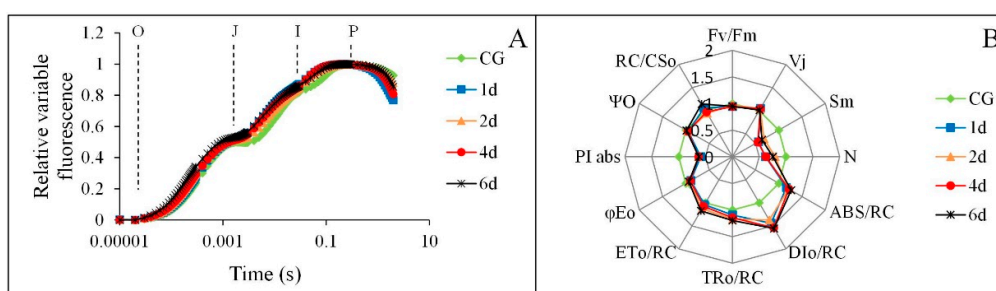 A
O J I P
1.2
1
0.8
0.6
0.4
0.2
0
0.00001 0.001 0.1 10
Relative variable
fluorescence
Time (s)
CG
1d
2d
4d
6d
B
Fv/Fm
Vj
Sm
N
ABS/RC
DIo/RC
TRo/RC
ETo/RC
φEo
PI abs
ΨO
RC/CSo
2
1.5
1
0.5
0
CG
1d
2d
4d
6d